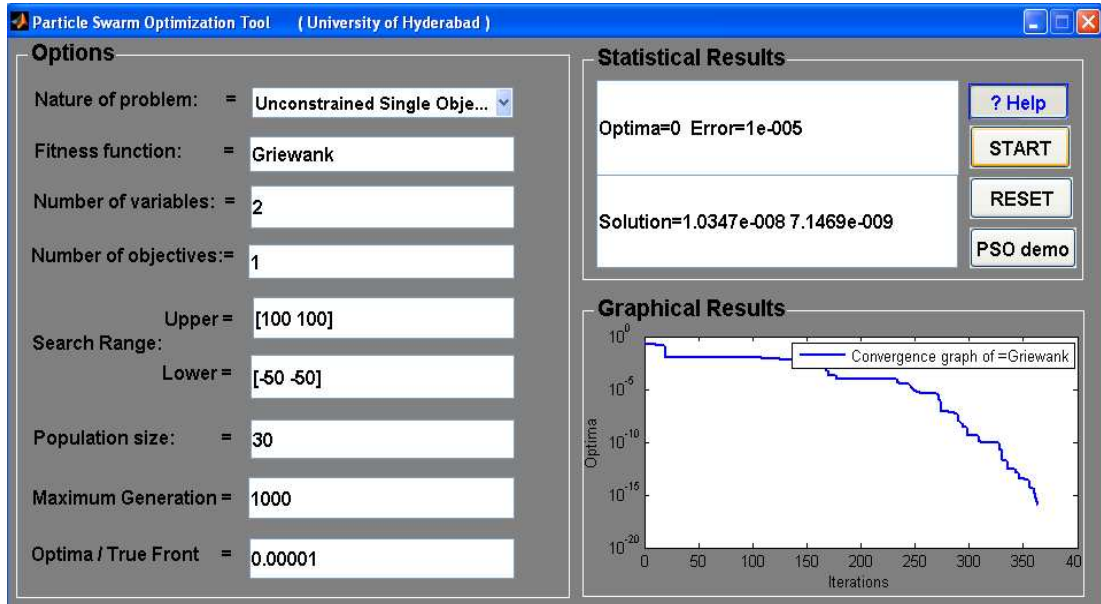 Particle Swarm Optimization Tool ( University of Hyderabad )
Options
Nature of problem: = Unconstrained Single Obje...
Fitness function: = Griewank
Number of variables: = 2
Number of objectives:= 1
Search Range:
Upper = [100 100]
Lower = [-50 -50]
Population size: = 30
Maximum Generation = 1000
Optima / True Front = 0.00001
Statistical Results
Optima=0 Error=1e-005
Solution=1.0347e-008 7.1469e-009
? Help
START
RESET
PSO demo
Graphical Results
Convergence graph of =Griewank
Optima
10^0
10^-5
10^-10
10^-15
10^-20
0 50 100 150 200 250 300 350 40
Iterations